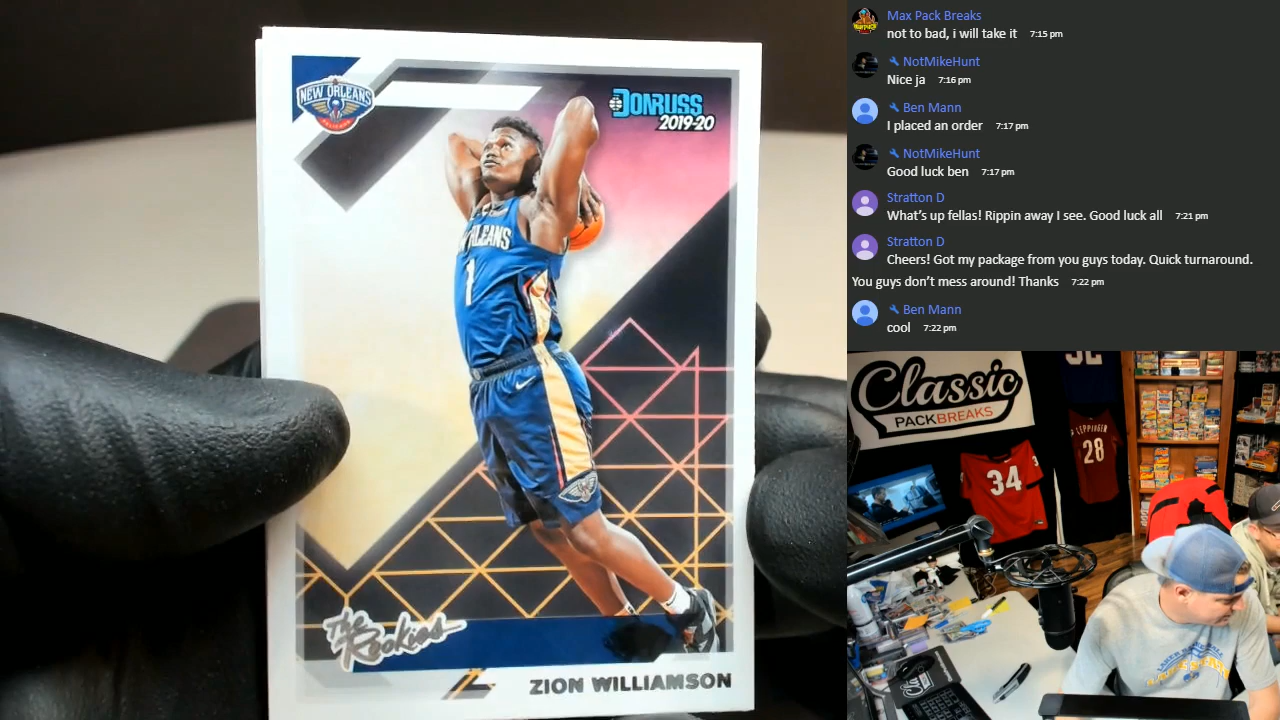 NEW ORLEANS
PELICANS
DONRUSS
2019-20
1
The Rookies
ZION WILLIAMSON
Max Pack Breaks
not to bad, i will take it 7:15 pm
NotMikeHunt
Nice ja 7:16 pm
Ben Mann
I placed an order 7:17 pm
NotMikeHunt
Good luck ben 7:17 pm
Stratton D
What's up fellas! Rippin away I see. Good luck all 7:21 pm
Stratton D
Cheers! Got my package from you guys today. Quick turnaround.
You guys don't mess around! Thanks 7:22 pm
Ben Mann
cool 7:22 pm
Classic
PACKBREAKS
34
LEPPINGER
28